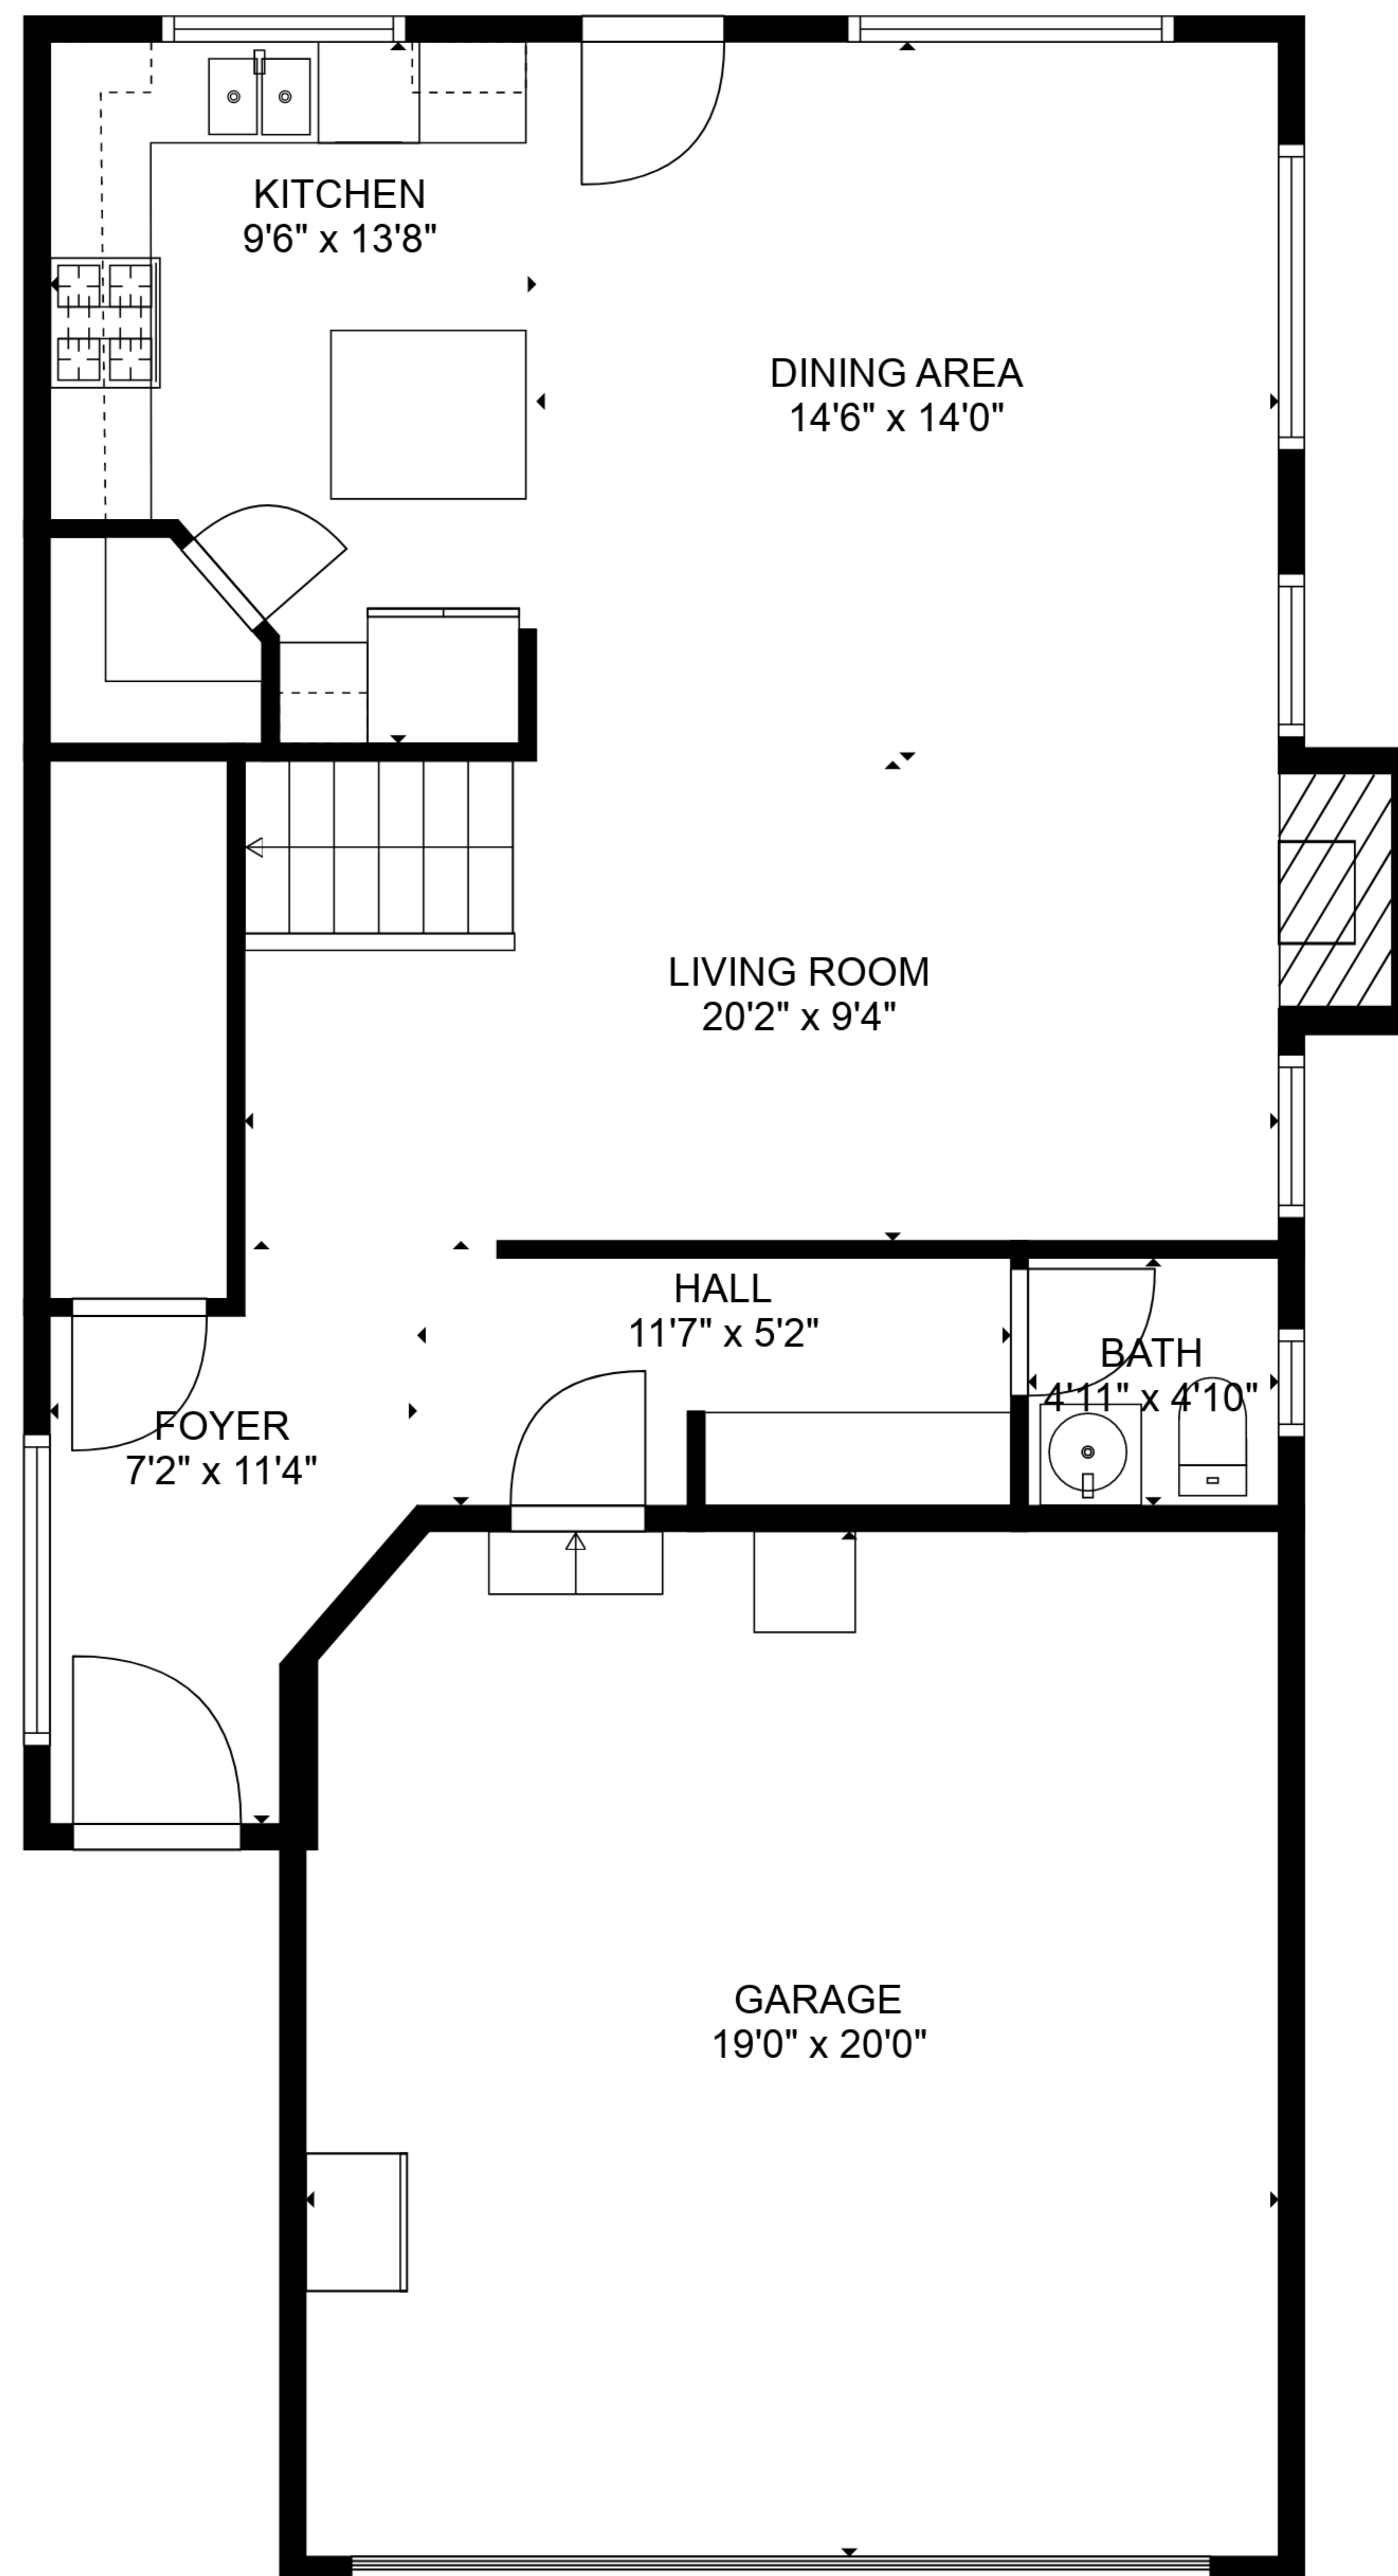 KITCHEN
9'6" x 13'8"
DINING AREA
14'6" x 14'0"
LIVING ROOM
20'2" x 9'4"
HALL
11'7" x 5'2"
BATH
4'11" x 4'10"
FOYER
7'2" x 11'4"
GARAGE
19'0" x 20'0"